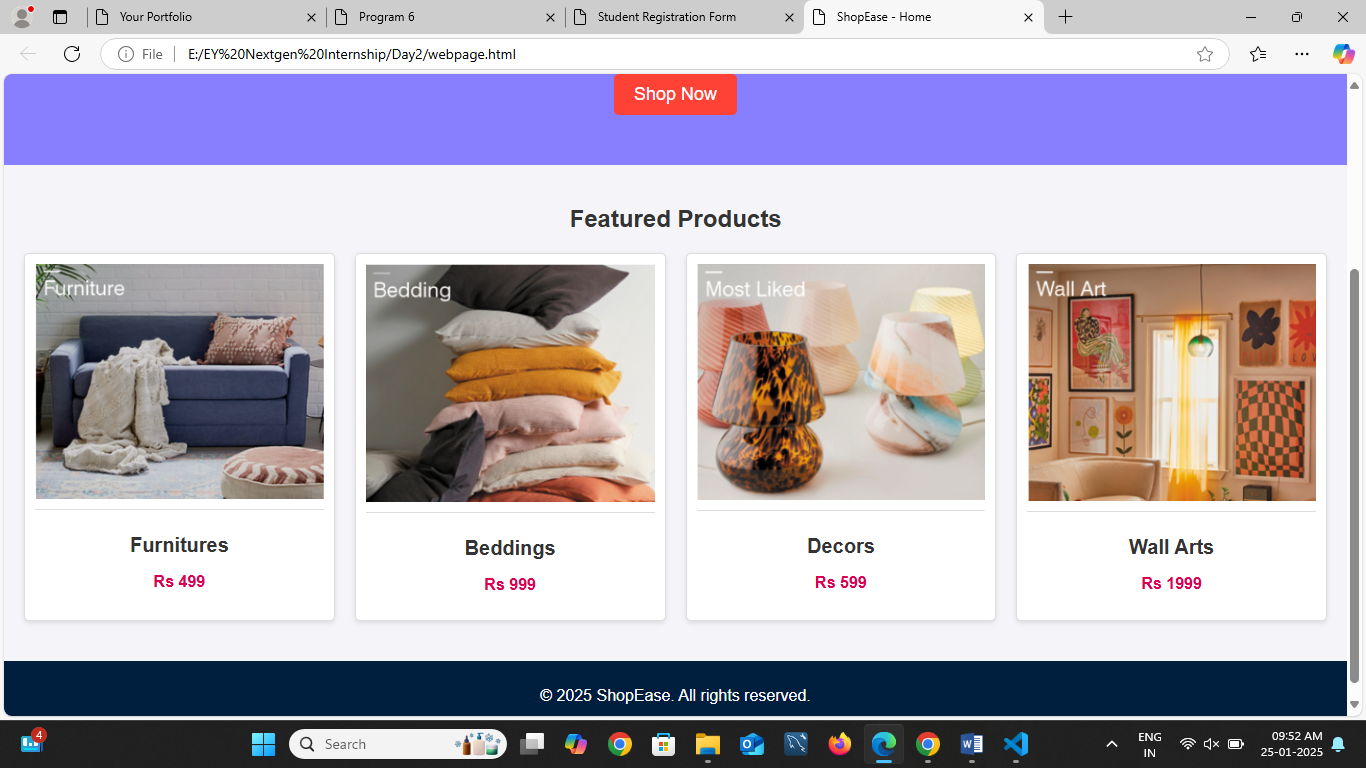 Your Portfolio
Program 6
Student Registration Form
ShopEase - Home
File
E:/EY%20Nextgen%20Internship/Day2/webpage.html
Shop Now
Featured Products
Furniture
Bedding
Most Liked
Wall Art
LOVE
Furnitures
Beddings
Decors
Wall Arts
Rs 499
Rs 999
Rs 599
Rs 1999
© 2025 ShopEase. All rights reserved.
4
Search
ENG
IN
09:52 AM
25-01-2025